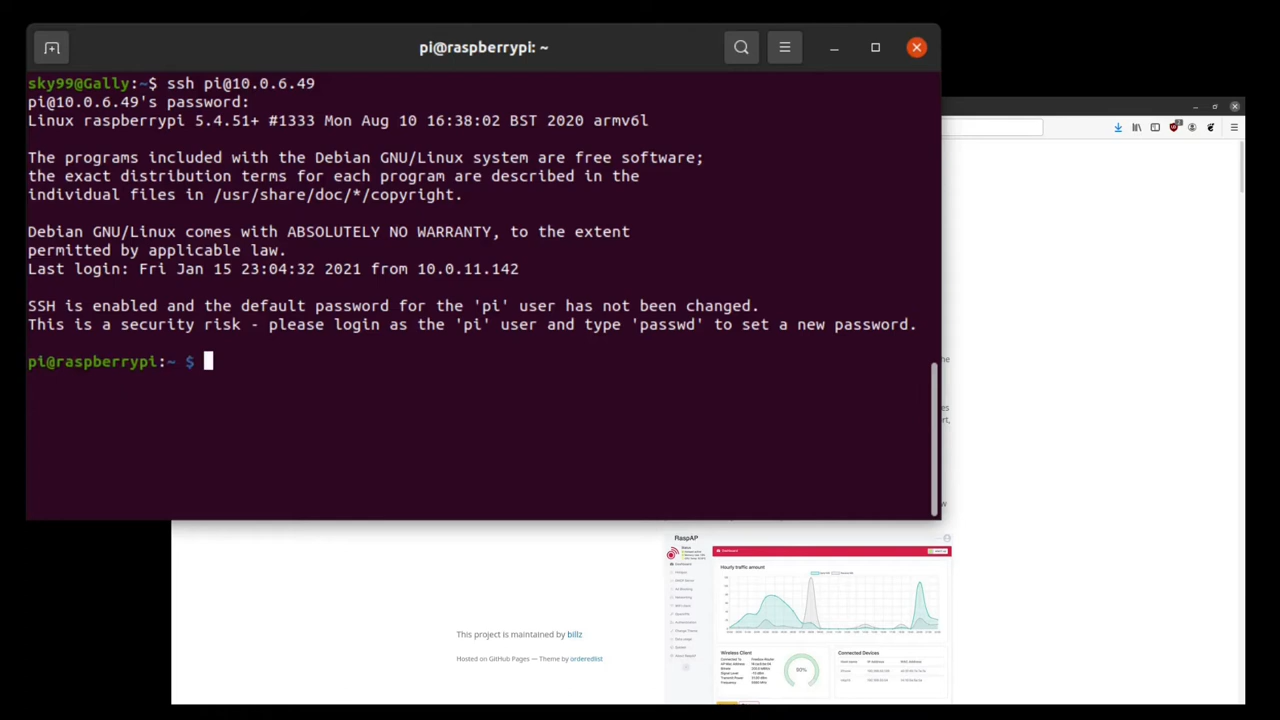 pi@raspberrypi: ~
sky99@Gally:~$ ssh pi@10.0.6.49
pi@10.0.6.49's password:
Linux raspberrypi 5.4.51+ #1333 Mon Aug 10 16:38:02 BST 2020 armv6l
The programs included with the Debian GNU/Linux system are free software;
the exact distribution terms for each program are described in the
individual files in /usr/share/doc/*/copyright.
Debian GNU/Linux comes with ABSOLUTELY NO WARRANTY, to the extent
permitted by applicable law.
Last login: Fri Jan 15 23:04:32 2021 from 10.0.11.142
SSH is enabled and the default password for the 'pi' user has not been changed.
This is a security risk - please login as the 'pi' user and type 'passwd' to set a new password.
pi@raspberrypi:~ $
RaspAP
Dashboard
Hourly traffic amount
This project is maintained by billz
Hosted on GitHub Pages — Theme by orderedlist
Wireless Client
Connected Devices